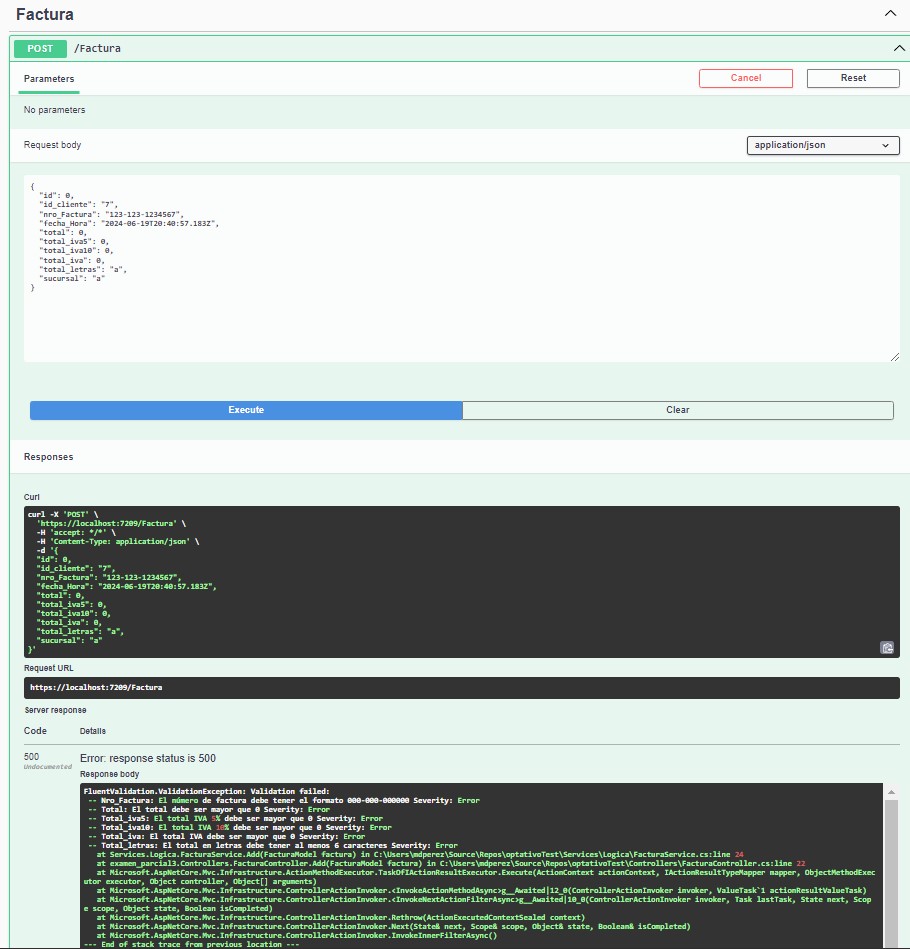 Factura
POST /Factura
Parameters
Cancel
Reset
No parameters
Request body
application/json
{
  "id": 0,
  "id_cliente": "7",
  "nro_Factura": "123-123-1234567",
  "fecha_Hora": "2024-06-19T20:40:57.183Z",
  "total": 0,
  "total_iva5": 0,
  "total_iva10": 0,
  "total_iva": 0,
  "total_letras": "a",
  "sucursal": "a"
}
Execute
Clear
Responses
Curl
curl -X 'POST' \
  'https://localhost:7209/Factura' \
  -H 'accept: */*' \
  -H 'Content-Type: application/json' \
  -d '{
  "id": 0,
  "id_cliente": "7",
  "nro_Factura": "123-123-1234567",
  "fecha_Hora": "2024-06-19T20:40:57.183Z",
  "total": 0,
  "total_iva5": 0,
  "total_iva10": 0,
  "total_iva": 0,
  "total_letras": "a",
  "sucursal": "a"
}'
Request URL
https://localhost:7209/Factura
Server response
Code Details
500
Undocumented
Error: response status is 500
Response body
FluentValidation.ValidationException: Validation failed:
 -- Nro_Factura: El número de factura debe tener el formato 000-000-000000 Severity: Error
 -- Total: El total debe ser mayor que 0 Severity: Error
 -- Total_iva5: El total IVA 5% debe ser mayor que 0 Severity: Error
 -- Total_iva10: El total IVA 10% debe ser mayor que 0 Severity: Error
 -- Total_iva: El total IVA debe ser mayor que 0 Severity: Error
 -- Total_letras: El total en letras debe tener al menos 6 caracteres Severity: Error
   at Services.Logica.FacturaService.Add(FacturaModel factura) in C:\Users\mdperez\Source\Repos\optativoTest\Services\Logica\FacturaService.cs:line 24
   at examen_parcial3.Controllers.FacturaController.Add(FacturaModel factura) in C:\Users\mdperez\Source\Repos\optativoTest\Controllers\FacturaController.cs:line 22
   at Microsoft.AspNetCore.Mvc.Infrastructure.ActionMethodExecutor.TaskOfIActionResultExecutor.Execute(ActionContext actionContext, IActionResultTypeMapper mapper, ObjectMethodExec
utor executor, Object controller, Object[] arguments)
   at Microsoft.AspNetCore.Mvc.Infrastructure.ControllerActionInvoker.<InvokeActionMethodAsync>g__Awaited|12_0(ControllerActionInvoker invoker, ValueTask`1 actionResultValueTask)
   at Microsoft.AspNetCore.Mvc.Infrastructure.ControllerActionInvoker.<InvokeNextActionFilterAsync>g__Awaited|10_0(ControllerActionInvoker invoker, Task lastTask, State next, Scop
e scope, Object state, Boolean isCompleted)
   at Microsoft.AspNetCore.Mvc.Infrastructure.ControllerActionInvoker.Rethrow(ActionExecutedContextSealed context)
   at Microsoft.AspNetCore.Mvc.Infrastructure.ControllerActionInvoker.Next(State& next, Scope& scope, Object& state, Boolean& isCompleted)
   at Microsoft.AspNetCore.Mvc.Infrastructure.ControllerActionInvoker.InvokeInnerFilterAsync()
--- End of stack trace from previous location ---